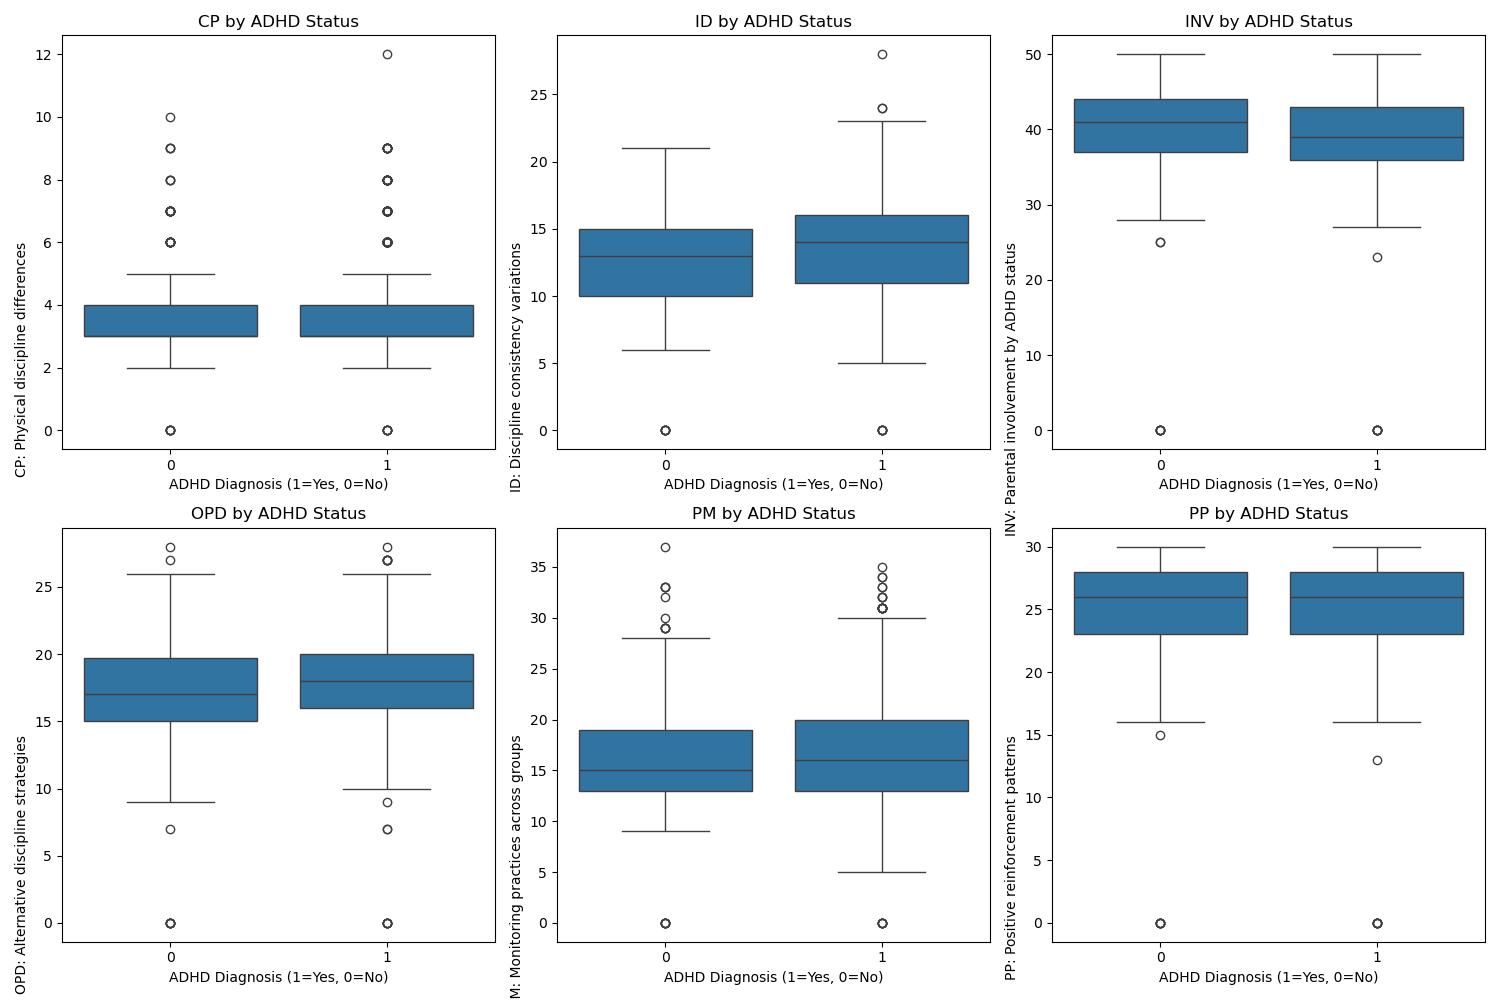 CP by ADHD Status
CP: Physical discipline differences
12
10
8
6
4
2
0
0
1
ADHD Diagnosis (1=Yes, 0=No)
ID by ADHD Status
ID: Discipline consistency variations
25
20
15
10
5
0
0
1
ADHD Diagnosis (1=Yes, 0=No)
INV by ADHD Status
INV: Parental involvement by ADHD status
50
40
30
20
10
0
0
1
ADHD Diagnosis (1=Yes, 0=No)
OPD by ADHD Status
OPD: Alternative discipline strategies
25
20
15
10
5
0
0
1
ADHD Diagnosis (1=Yes, 0=No)
PM by ADHD Status
M: Monitoring practices across groups
35
30
25
20
15
10
5
0
0
1
ADHD Diagnosis (1=Yes, 0=No)
PP by ADHD Status
PP: Positive reinforcement patterns
30
25
20
15
10
5
0
0
1
ADHD Diagnosis (1=Yes, 0=No)